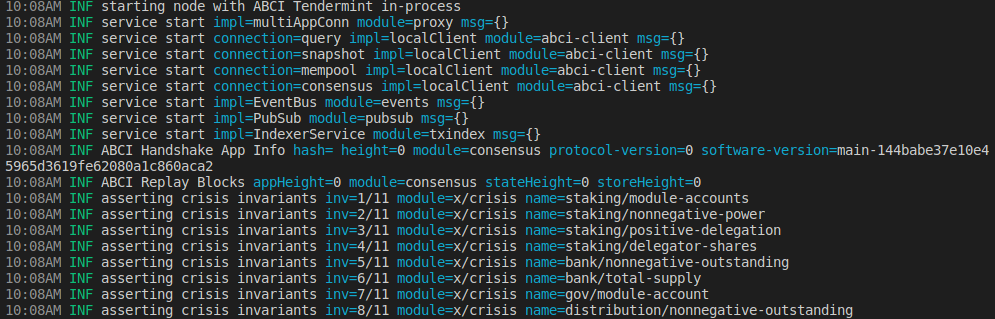 10:08AM INF starting node with ABCI Tendermint in-process
10:08AM INF service start impl=multiAppConn module=proxy msg={}
10:08AM INF service start connection=query impl=localClient module=abci-client msg={}
10:08AM INF service start connection=snapshot impl=localClient module=abci-client msg={}
10:08AM INF service start connection=mempool impl=localClient module=abci-client msg={}
10:08AM INF service start connection=consensus impl=localClient module=abci-client msg={}
10:08AM INF service start impl=EventBus module=events msg={}
10:08AM INF service start impl=PubSub module=pubsub msg={}
10:08AM INF service start impl=IndexerService module=txindex msg={}
10:08AM INF ABCI Handshake App Info hash= height=0 module=consensus protocol-version=0 software-version=main-144babe37e10e4
5965d3619fe62080a1c860aca2
10:08AM INF ABCI Replay Blocks appHeight=0 module=consensus stateHeight=0 storeHeight=0
10:08AM INF asserting crisis invariants inv=1/11 module=x/crisis name=staking/module-accounts
10:08AM INF asserting crisis invariants inv=2/11 module=x/crisis name=staking/nonnegative-power
10:08AM INF asserting crisis invariants inv=3/11 module=x/crisis name=staking/positive-delegation
10:08AM INF asserting crisis invariants inv=4/11 module=x/crisis name=staking/delegator-shares
10:08AM INF asserting crisis invariants inv=5/11 module=x/crisis name=bank/nonnegative-outstanding
10:08AM INF asserting crisis invariants inv=6/11 module=x/crisis name=bank/total-supply
10:08AM INF asserting crisis invariants inv=7/11 module=x/crisis name=gov/module-account
10:08AM INF asserting crisis invariants inv=8/11 module=x/crisis name=distribution/nonnegative-outstanding